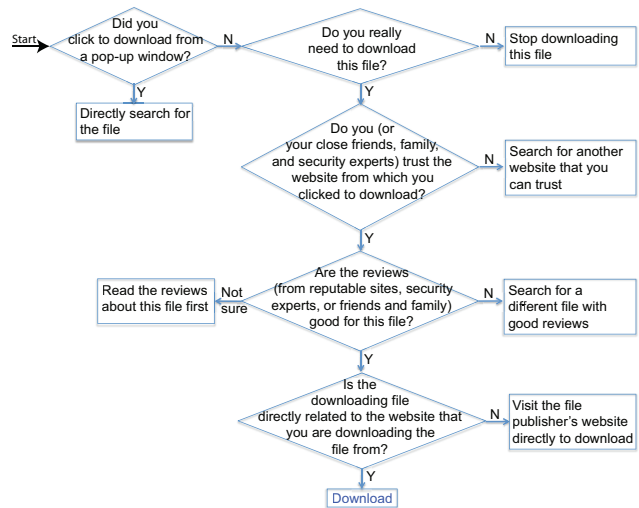 Start
Did you
click to download from
a pop-up window?
N
Do you really
need to download
this file?
N
Stop downloading
this file
Y
Directly search for
the file
Y
Do you (or
your close friends, family,
and security experts) trust the
website from which you
clicked to download?
N
Search for another
website that you
can trust
Y
Read the reviews
about this file first
Not
sure
Are the reviews
(from reputable sites, security
experts, or friends and family)
good for this file?
N
Search for a
different file with
good reviews
Y
Is the
downloading file
directly related to the website that
you are downloading the
file from?
N
Visit the file
publisher's website
directly to download
Y
Download